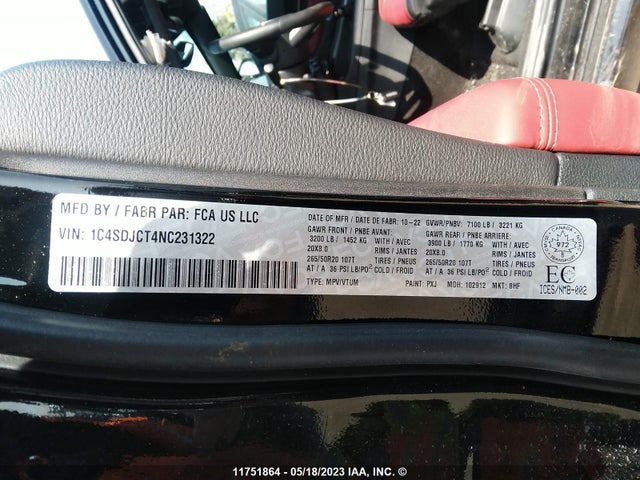 MFD BY / FABR PAR: FCA US LLC
VIN: 1C4SDJCT4NC231322
DATE OF MFR / DATE DE FABR: 10-22
GAWR FRONT / PNBE AVANT:
3200 LB / 1452 KG WITH / AVEC
20X8.0 RIMS / JANTES
265/50R20 107T TIRES / PNEUS
AT / A 36 PSI LB/PO² COLD / FROID
TYPE: MPV/VTUM
GVWR/PNBV: 7100 LB / 3221 KG
GAWR REAR / PNBE ARRIERE:
3900 LB / 1770 KG WITH / AVEC
20X8.0 RIMS / JANTES
265/50R20 107T TIRES / PNEUS
AT / A 36 PSI LB/PO² COLD / FROID
PAINT: PXJ MDH: 102912 MKT: 8HF
972
EC
ICES/NMB-002
11751864 - 05/18/2023 IAA, INC. ©